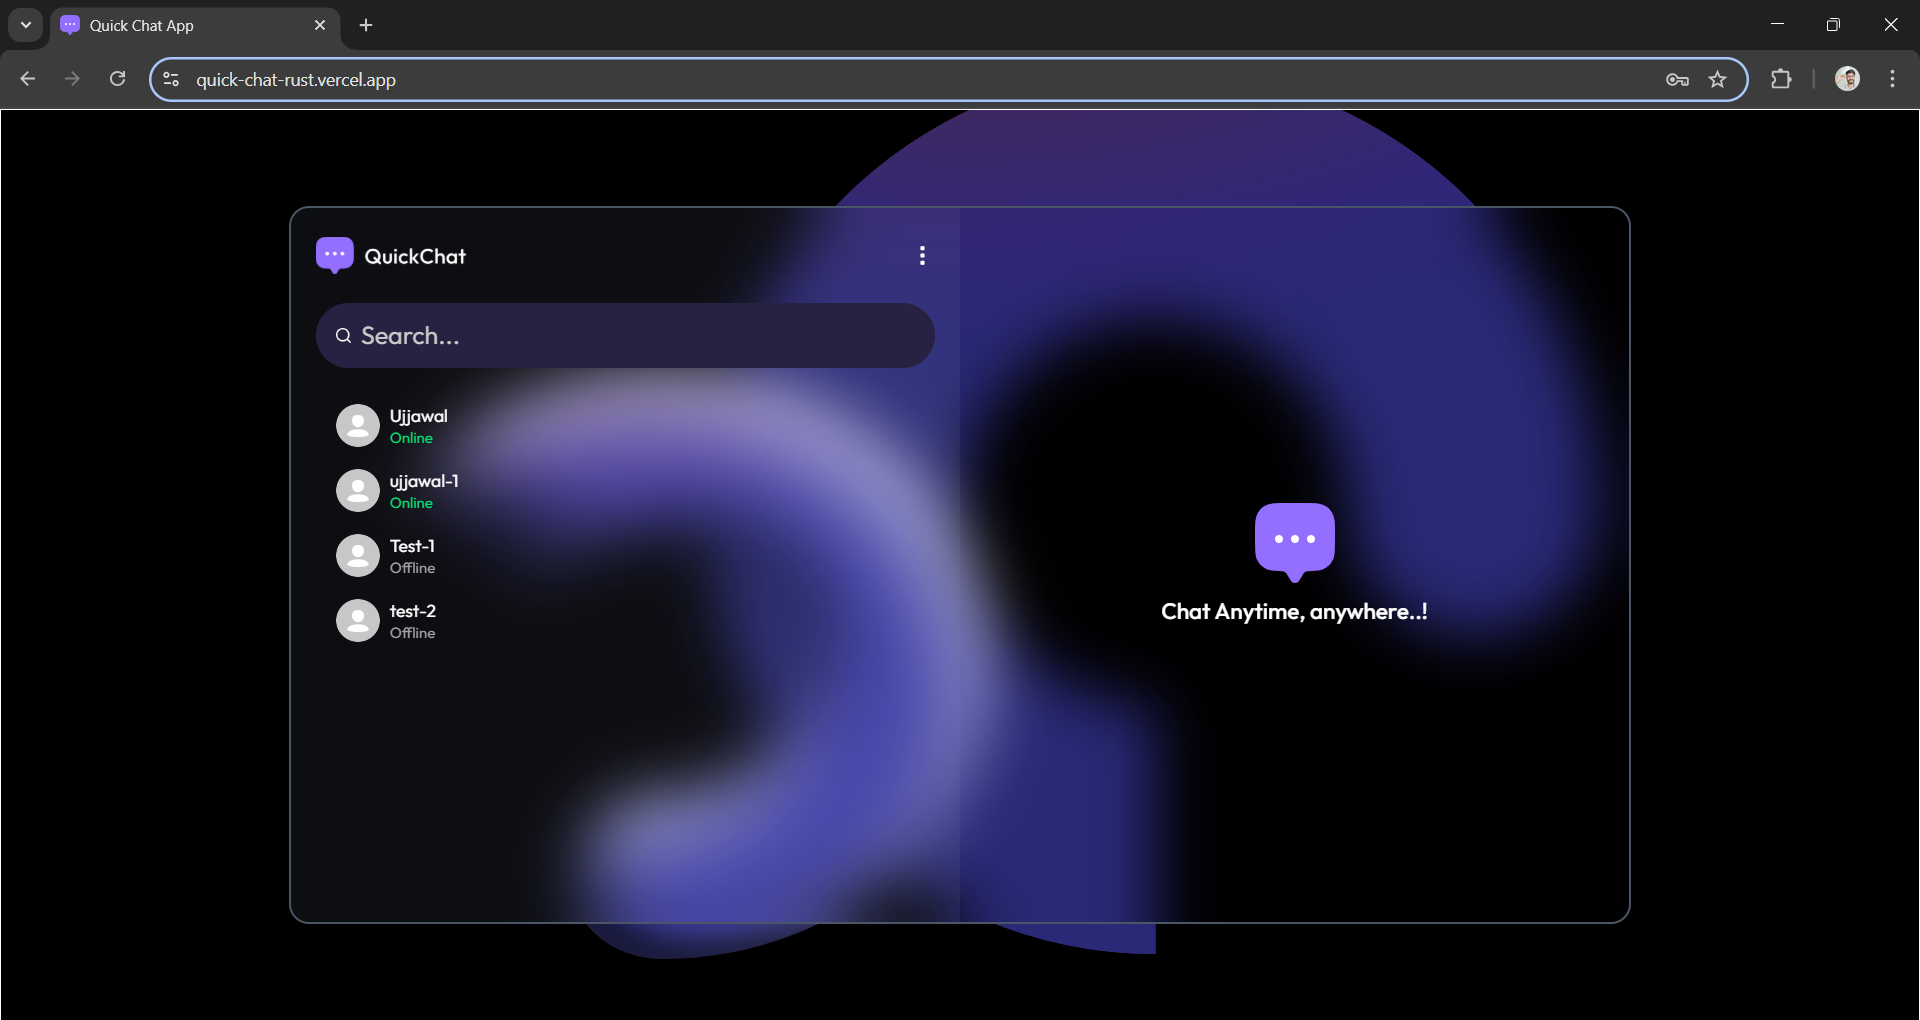 Quick Chat App
quick-chat-rust.vercel.app
QuickChat
Search...
Ujjawal
Online
ujjawal-1
Online
Test-1
Offline
test-2
Offline
Chat Anytime, anywhere..!